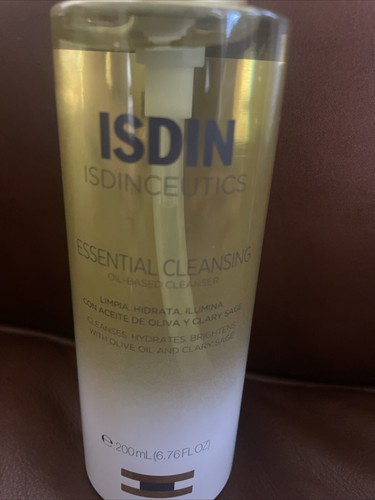 ISDIN
ISDINCEUTICS
ESSENTIAL CLEANSING
OIL-BASED CLEANSER
LIMPIA, HIDRATA, ILUMINA
CON ACEITE DE OLIVA Y CLARY SAGE
CLEANSES, HYDRATES, BRIGHTENS
WITH OLIVE OIL AND CLARY SAGE
℮ 200 mL (6.76 FL OZ)